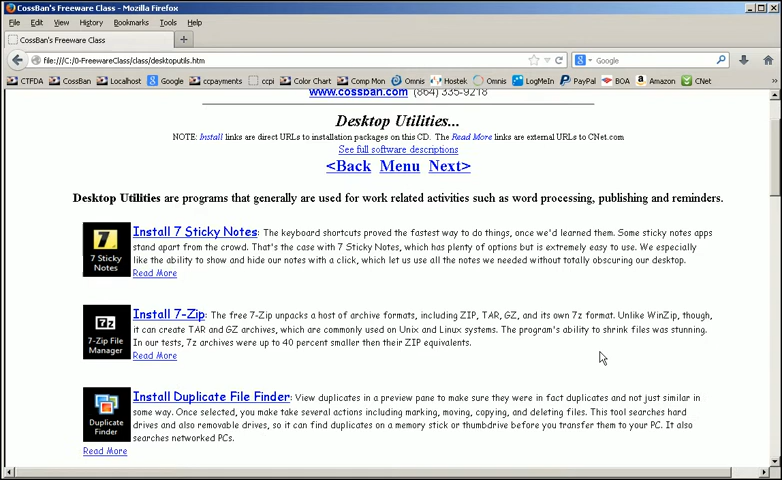 CossBan's Freeware Class - Mozilla Firefox
File Edit View History Bookmarks Tools Help
CossBan's Freeware Class
file:///C:/0-FreewareClass/class/desktoputils.htm
Google
CTFDA CossBan Localhost Google ccpayments ccpi Color Chart Comp Mon Omnis Hostek Omnis LogMeIn PayPal BOA Amazon CNet
www.cossban.com (864) 335-9218
Desktop Utilities...
NOTE: Install links are direct URLs to installation packages on this CD. The Read More links are external URLs to CNet.com
See full software descriptions
<Back Menu Next>
Desktop Utilities are programs that generally are used for work related activities such as word processing, publishing and reminders.
7 Sticky
Notes
Install 7 Sticky Notes: The keyboard shortcuts proved the fastest way to do things, once we'd learned them. Some sticky notes apps
stand apart from the crowd. That's the case with 7 Sticky Notes, which has plenty of options but is extremely easy to use. We especially
like the ability to show and hide our notes with a click, which let us use all the notes we needed without totally obscuring our desktop.
Read More
7z
7-Zip File
Manager
Install 7-Zip: The free 7-Zip unpacks a host of archive formats, including ZIP, TAR, GZ, and its own 7z format. Unlike WinZip, though,
it can create TAR and GZ archives, which are commonly used on Unix and Linux systems. The program's ability to shrink files was stunning.
In our tests, 7z archives were up to 40 percent smaller then their ZIP equivalents.
Read More
Duplicate
Finder
Install Duplicate File Finder: View duplicates in a preview pane to make sure they were in fact duplicates and not just similar in
some way. Once selected, you make take several actions including marking, moving, copying, and deleting files. This tool searches hard
drives and also removable drives, so it can find duplicates on a memory stick or thumbdrive before you transfer them to your PC. It also
searches networked PCs.
Read More